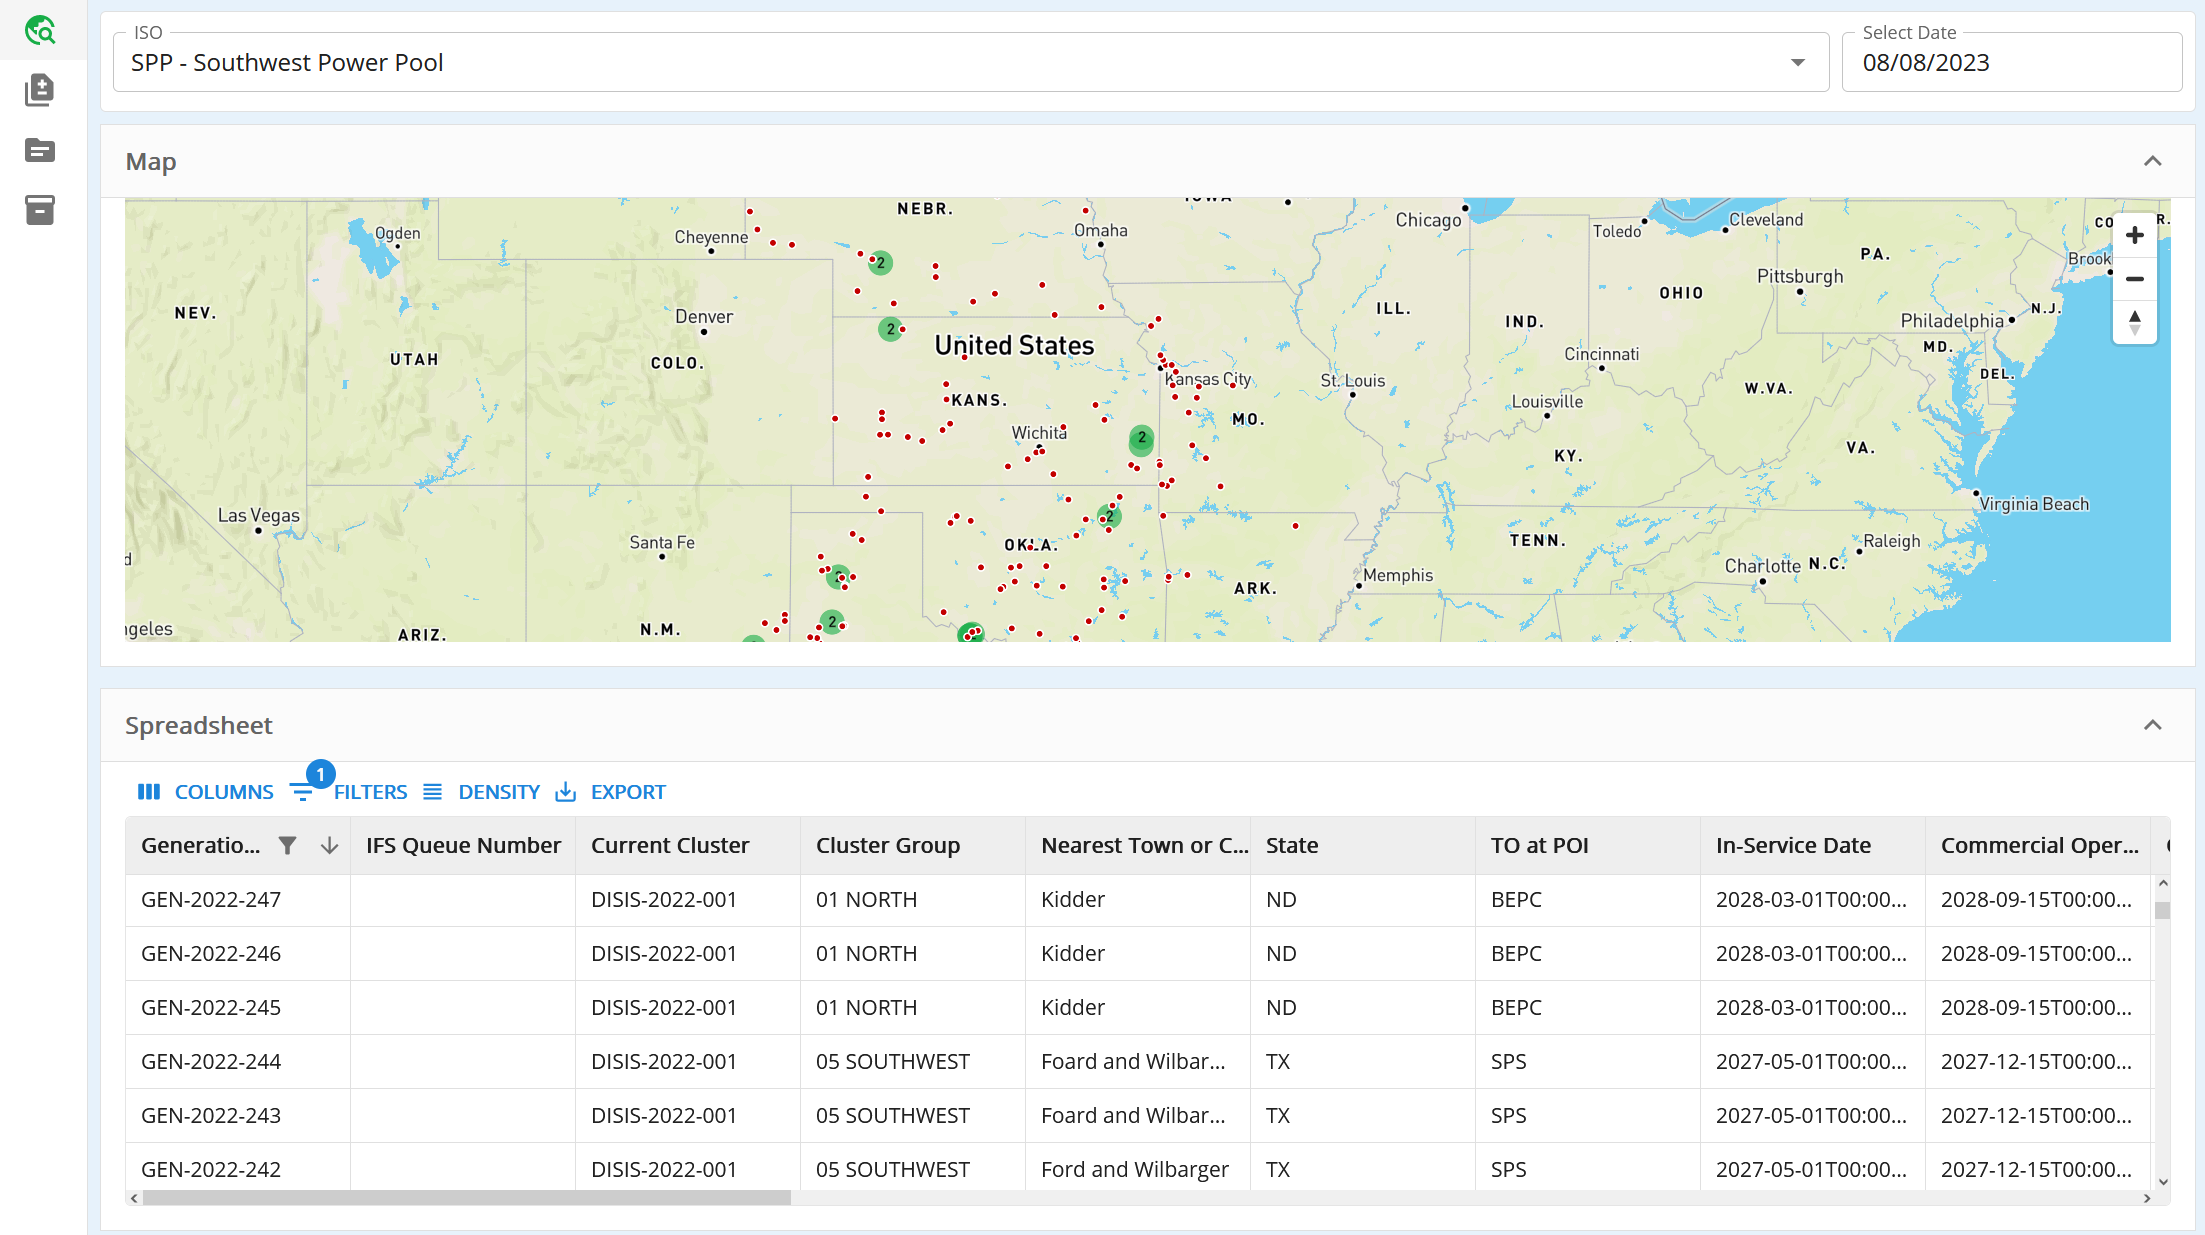 ISO
SPP - Southwest Power Pool
Select Date
08/08/2023
Map
NEBR.
IOWA
Chicago
Toledo
Cleveland
CO
R.
Ogden
Cheyenne
Omaha
PA.
Brook
Pittsburgh
NEV.
Denver
OHIO
ILL.
IND.
N.J.
Philadelphia
United States
UTAH
COLO.
MD.
Cincinnati
Kansas City
St. Louis
DEL.
W.VA.
KANS.
Louisville
MO.
Wichita
2
2
2
VA.
KY.
Las Vegas
Virginia Beach
2
Santa Fe
OKLA.
TENN.
Raleigh
d
Charlotte
N.C.
2
Memphis
ARK.
ngeles
ARIZ.
N.M.
2
Spreadsheet
COLUMNS
1
FILTERS
DENSITY
EXPORT
Generatio... IFS Queue Number Current Cluster Cluster Group Nearest Town or C... State TO at POI In-Service Date Commercial Oper...
GEN-2022-247 DISIS-2022-001 01 NORTH Kidder ND BEPC 2028-03-01T00:00... 2028-09-15T00:00...
GEN-2022-246 DISIS-2022-001 01 NORTH Kidder ND BEPC 2028-03-01T00:00... 2028-09-15T00:00...
GEN-2022-245 DISIS-2022-001 01 NORTH Kidder ND BEPC 2028-03-01T00:00... 2028-09-15T00:00...
GEN-2022-244 DISIS-2022-001 05 SOUTHWEST Foard and Wilbar... TX SPS 2027-05-01T00:00... 2027-12-15T00:00...
GEN-2022-243 DISIS-2022-001 05 SOUTHWEST Foard and Wilbar... TX SPS 2027-05-01T00:00... 2027-12-15T00:00...
GEN-2022-242 DISIS-2022-001 05 SOUTHWEST Ford and Wilbarger TX SPS 2027-05-01T00:00... 2027-12-15T00:00...